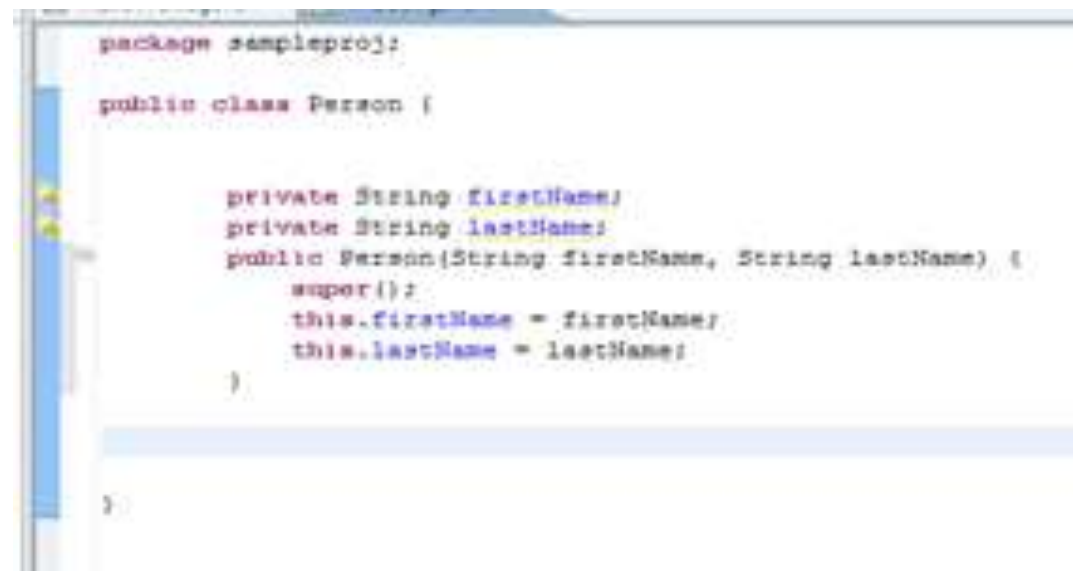 package sampleproj;
public class Person {
private String firstName;
private String lastName;
public Person(String firstName, String lastName) {
super();
this.firstName = firstName;
this.lastName = lastName;
}
}